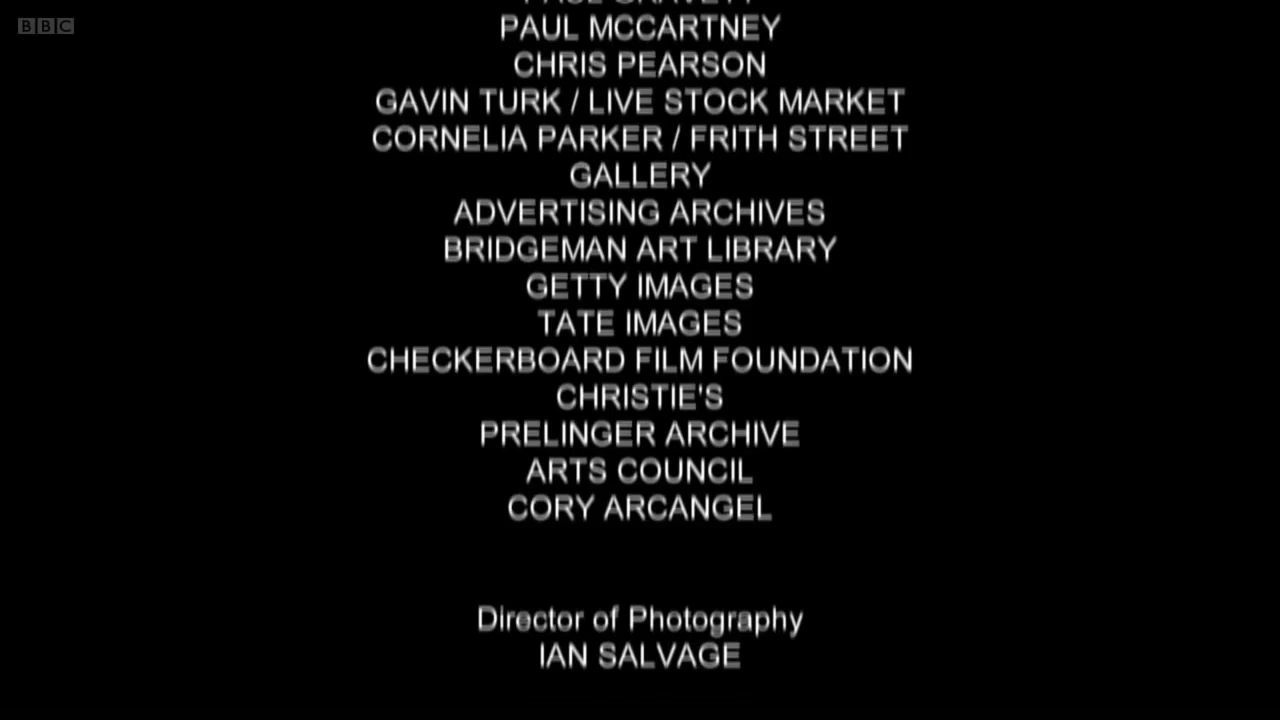 BBC
PAUL MCCARTNEY
CHRIS PEARSON
GAVIN TURK / LIVE STOCK MARKET
CORNELIA PARKER / FRITH STREET
GALLERY
ADVERTISING ARCHIVES
BRIDGEMAN ART LIBRARY
GETTY IMAGES
TATE IMAGES
CHECKERBOARD FILM FOUNDATION
CHRISTIE'S
PRELINGER ARCHIVE
ARTS COUNCIL
CORY ARCANGEL
Director of Photography
IAN SALVAGE